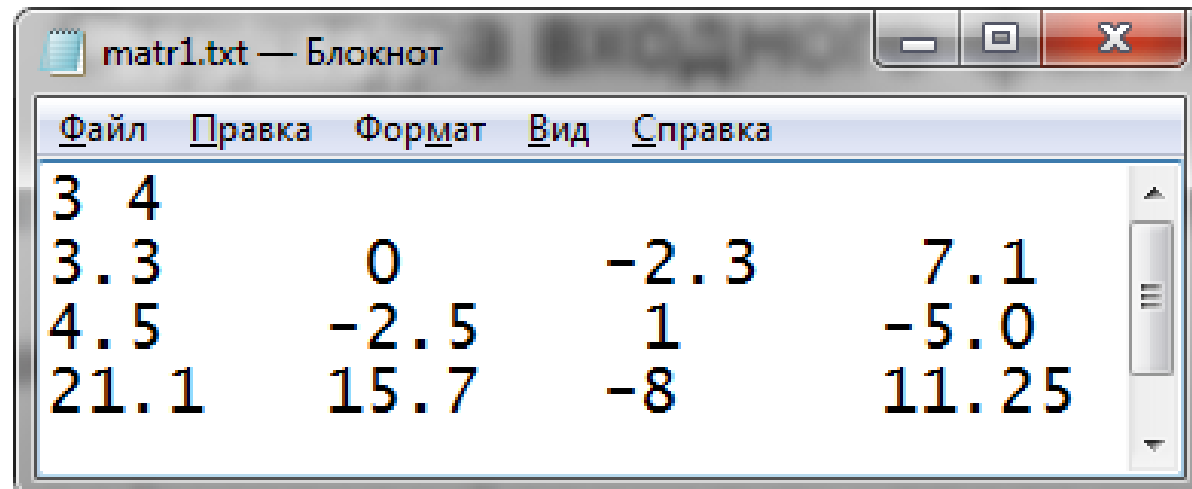 matr1.txt — Блокнот
Файл Правка Формат Вид Справка
3 4
3.3 0 -2.3 7.1
4.5 -2.5 1 -5.0
21.1 15.7 -8 11.25